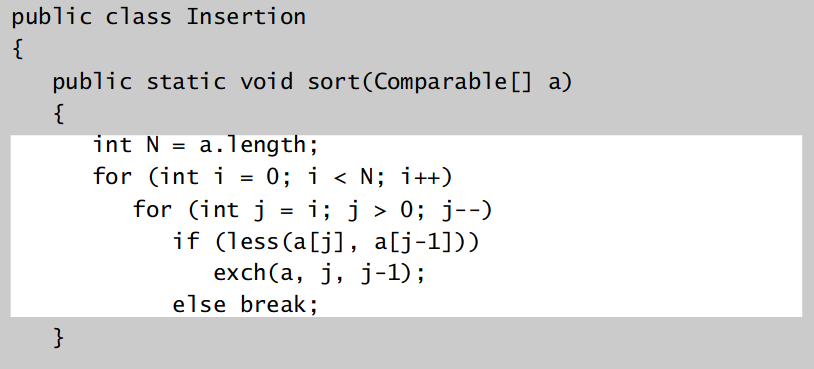 public class Insertion
{
public static void sort(Comparable[] a)
{
int N = a.length;
for (int i = 0; i < N; i++)
for (int j = i; j > 0; j--)
if (less(a[j], a[j-1]))
exch(a, j, j-1);
else break;
}